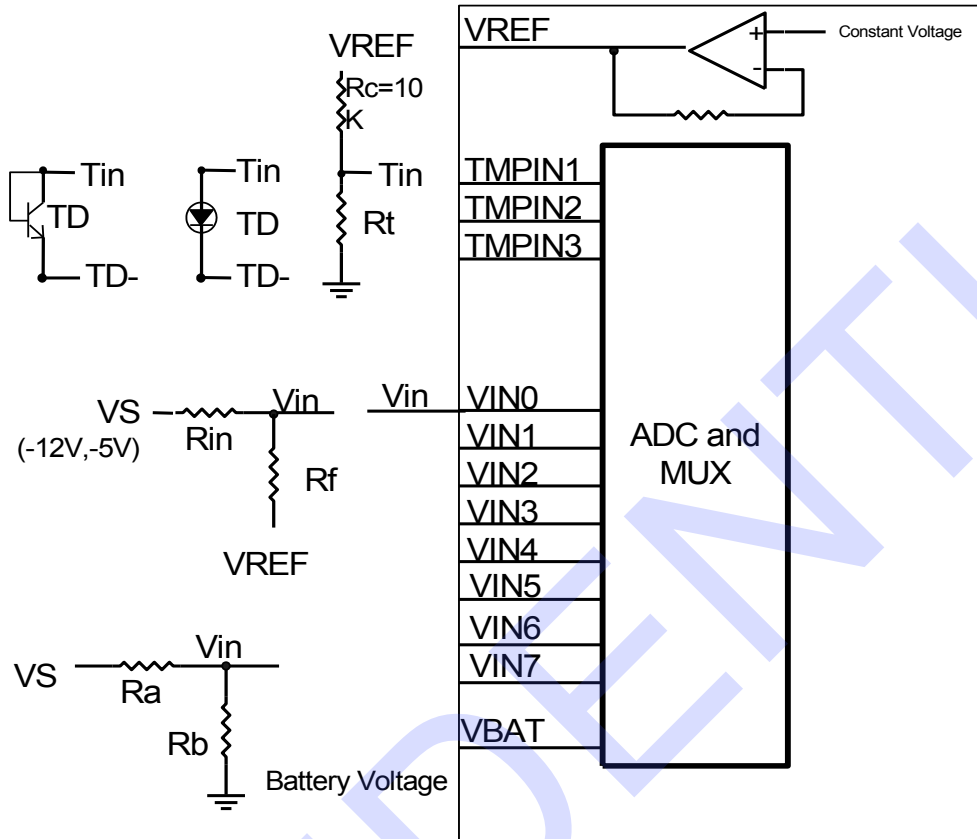 VREF
Constant Voltage
+
-
VREF
Rc=10
K
Tin
Rt
Tin
TD
TD-
Tin
TD
TD-
TMPIN1
TMPIN2
TMPIN3
VS
(-12V,-5V)
Rin
Vin
Rf
VREF
Vin
VIN0
VIN1
VIN2
VIN3
VIN4
VIN5
VIN6
VIN7
VBAT
ADC and
MUX
VS
Ra
Vin
Rb
Battery Voltage
DENTI